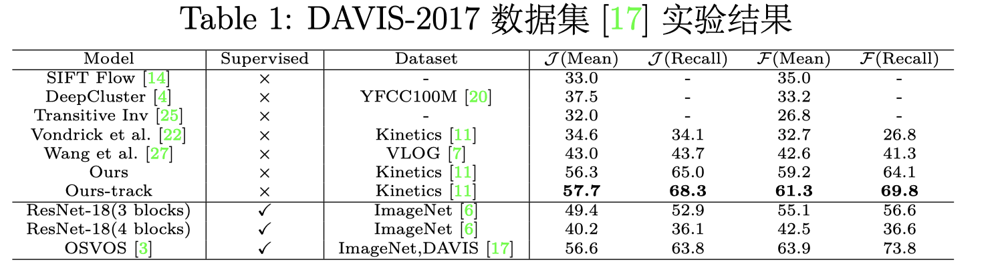 Table 1: DAVIS-2017 数据集 [17] 实验结果
Model Supervised Dataset 𝒥(Mean) 𝒥(Recall) ℱ(Mean) ℱ(Recall)
SIFT Flow [14] × - 33.0 - 35.0 -
DeepCluster [4] × YFCC100M [20] 37.5 - 33.2 -
Transitive Inv [25] × - 32.0 - 26.8 -
Vondrick et al. [22] × Kinetics [11] 34.6 34.1 32.7 26.8
Wang et al. [27] × VLOG [7] 43.0 43.7 42.6 41.3
Ours × Kinetics [11] 56.3 65.0 59.2 64.1
Ours-track × Kinetics [11] 57.7 68.3 61.3 69.8
ResNet-18(3 blocks) ✓ ImageNet [6] 49.4 52.9 55.1 56.6
ResNet-18(4 blocks) ✓ ImageNet [6] 40.2 36.1 42.5 36.6
OSVOS [3] ✓ ImageNet,DAVIS [17] 56.6 63.8 63.9 73.8